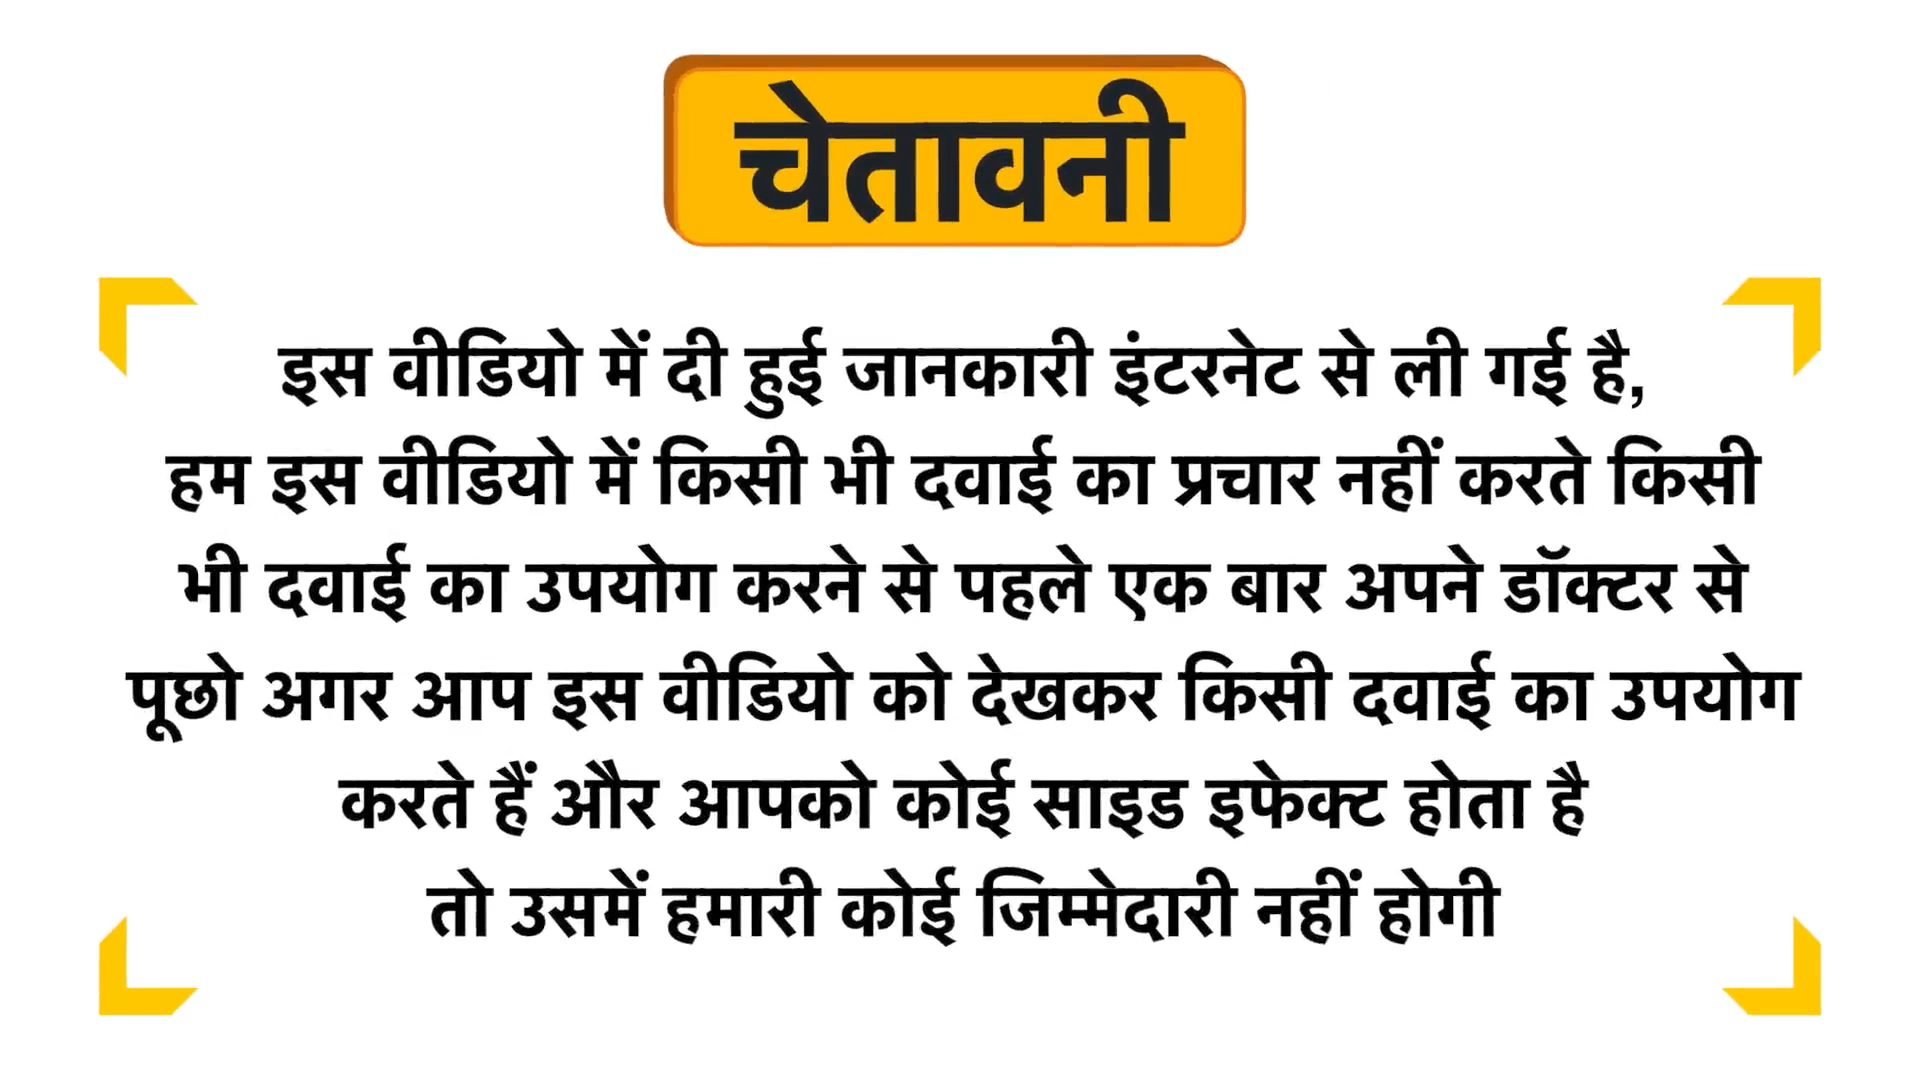 चेतावनी
इस वीडियो में दी हुई जानकारी इंटरनेट से ली गई है,
हम इस वीडियो में किसी भी दवाई का प्रचार नहीं करते किसी
भी दवाई का उपयोग करने से पहले एक बार अपने डॉक्टर से
पूछो अगर आप इस वीडियो को देखकर किसी दवाई का उपयोग
करते हैं और आपको कोई साइड इफेक्ट होता है
तो उसमें हमारी कोई जिम्मेदारी नहीं होगी